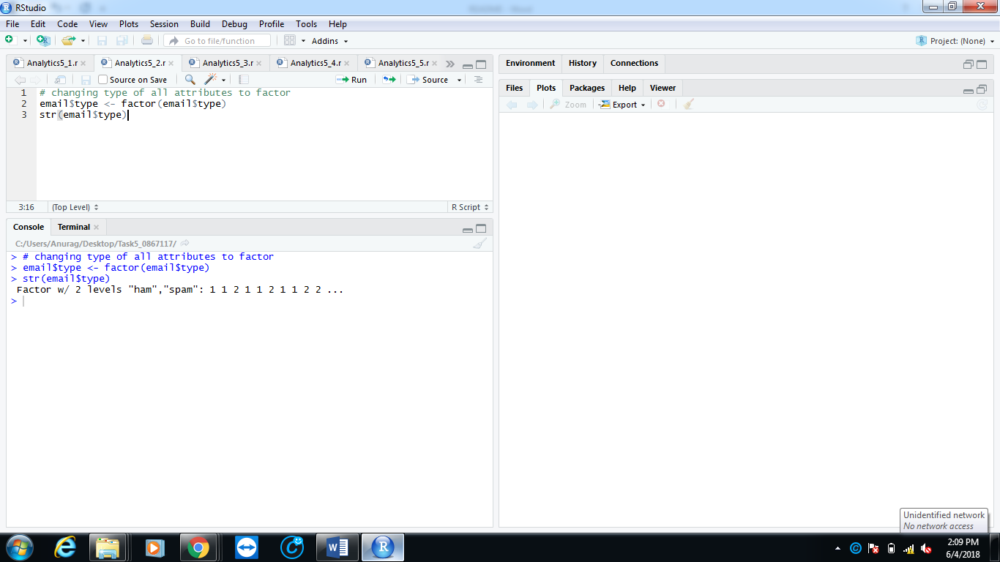 RStudio
File Edit Code View Plots Session Build Debug Profile Tools Help
Go to file/function Addins Project: (None)
Analytics5_1.r Analytics5_2.r Analytics5_3.r Analytics5_4.r Analytics5_5.r
Source on Save Run Source
1 # changing type of all attributes to factor
2 email$type <- factor(email$type)
3 str(email$type)
3:16 (Top Level) R Script
Console Terminal
C:/Users/Anurag/Desktop/Task5_0867117/
> # changing type of all attributes to factor
> email$type <- factor(email$type)
> str(email$type)
Factor w/ 2 levels "ham","spam": 1 1 2 1 1 2 1 1 2 2 ...
>
Environment History Connections
Files Plots Packages Help Viewer
Zoom Export
Unidentified network
No network access
2:09 PM
6/4/2018